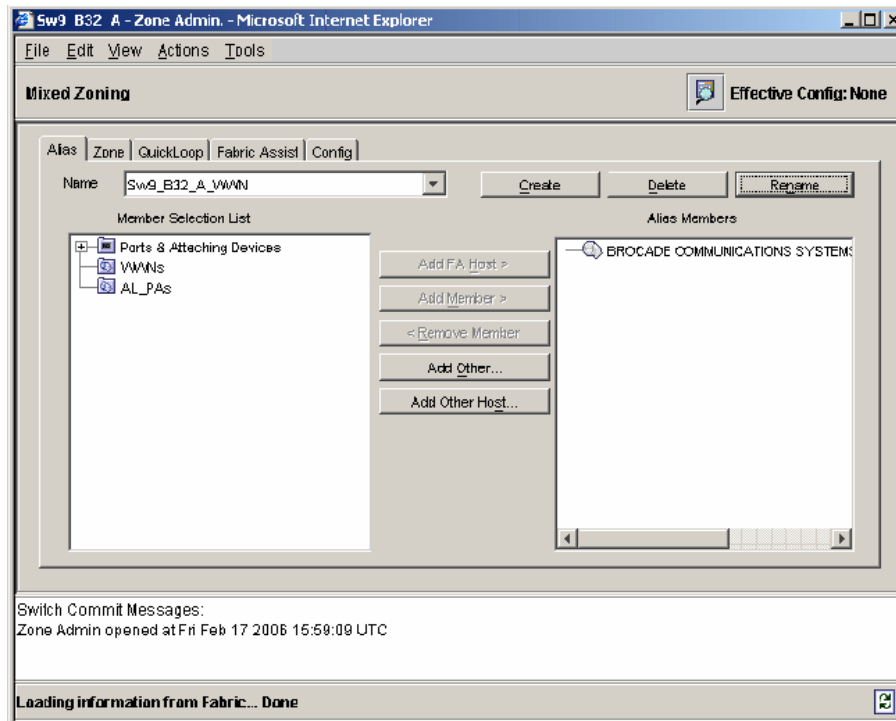 Sw9_B32_A - Zone Admin. - Microsoft Internet Explorer
File Edit View Actions Tools
Mixed Zoning
Effective Config: None
Alias Zone QuickLoop Fabric Assist Config
Name Sw9_B32_A_WWN Create Delete Rename
Member Selection List
Alias Members
Ports & Attaching Devices
WWNs
AL_PAs
Add FA Host >
Add Member >
< Remove Member
Add Other...
Add Other Host...
BROCADE COMMUNICATIONS SYSTEMS
Switch Commit Messages:
Zone Admin opened at Fri Feb 17 2006 15:59:09 UTC
Loading information from Fabric... Done